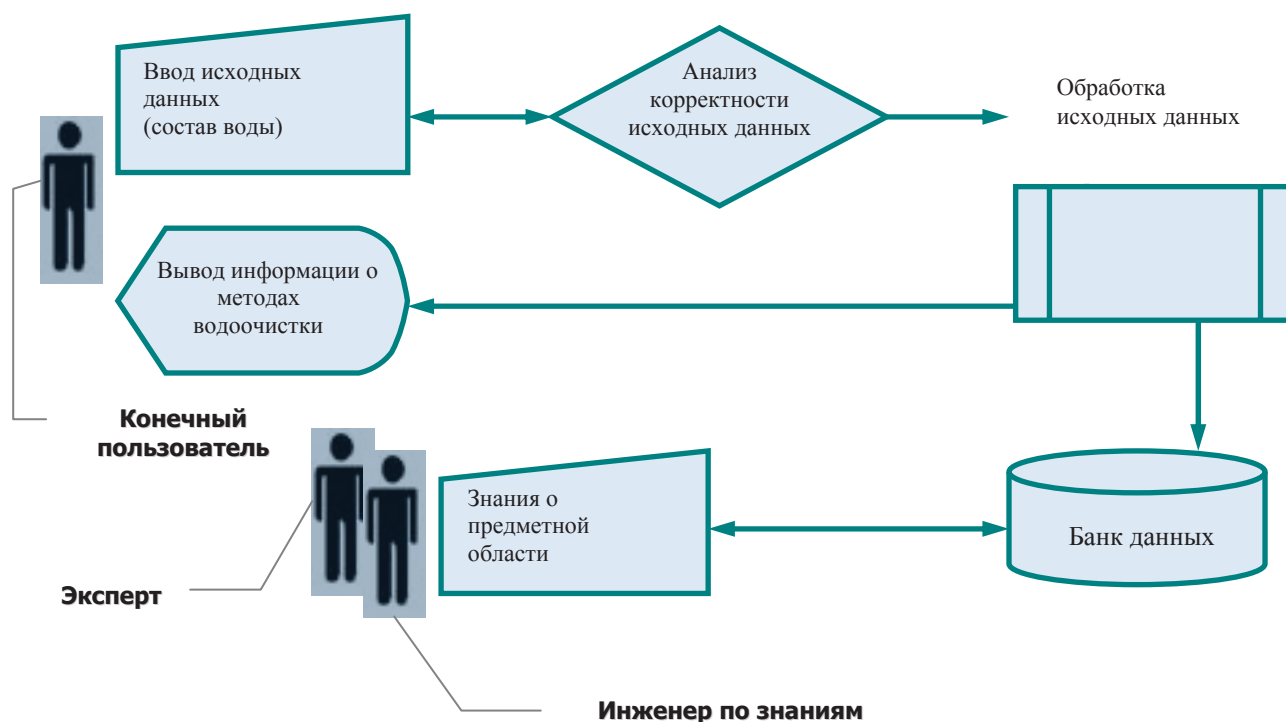 Ввод исходных
данных
(состав воды)
Анализ
корректности
исходных данных
Обработка
исходных данных
Вывод информации о
методах
водоочистки
Конечный
пользователь
Знания о
предметной
области
Банк данных
Эксперт
Инженер по знаниям